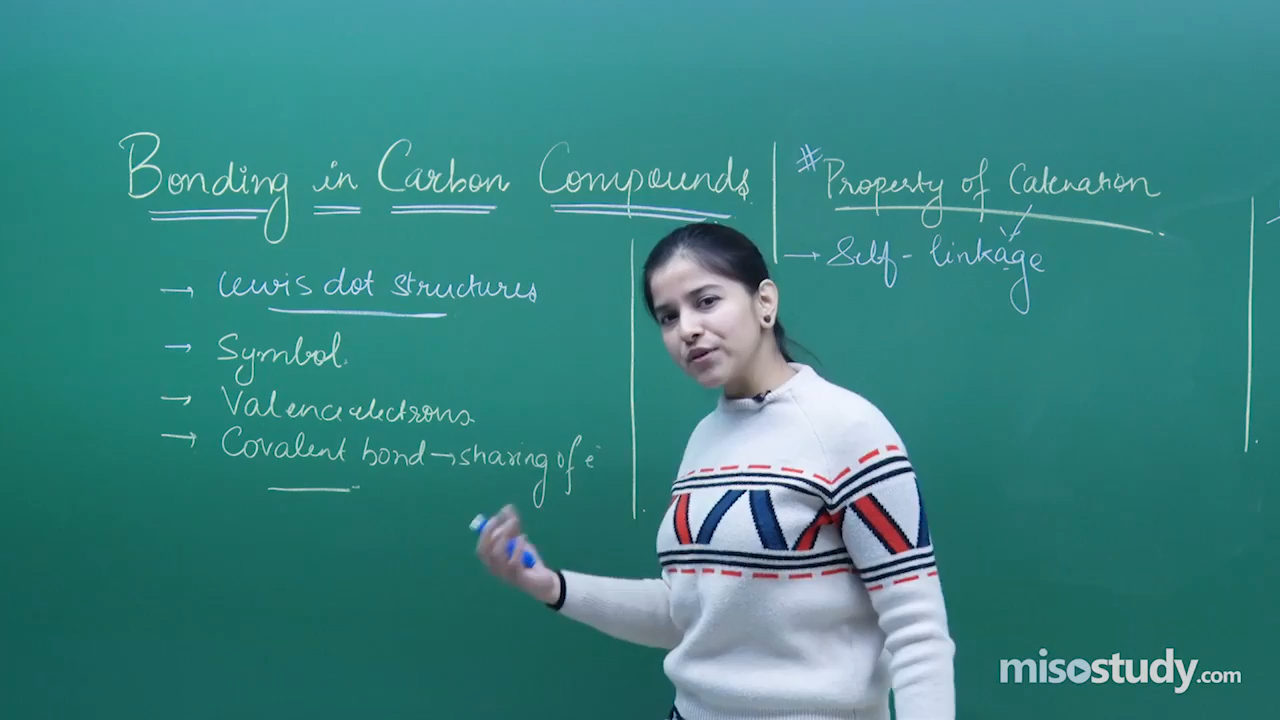 Bonding in Carbon Compounds
→ Lewis dot structures
→ Symbol.
→ Valence electrons.
→ Covalent bond → sharing of e⁻
# Property of Catenation
→ Self-linkage
misostudy.com